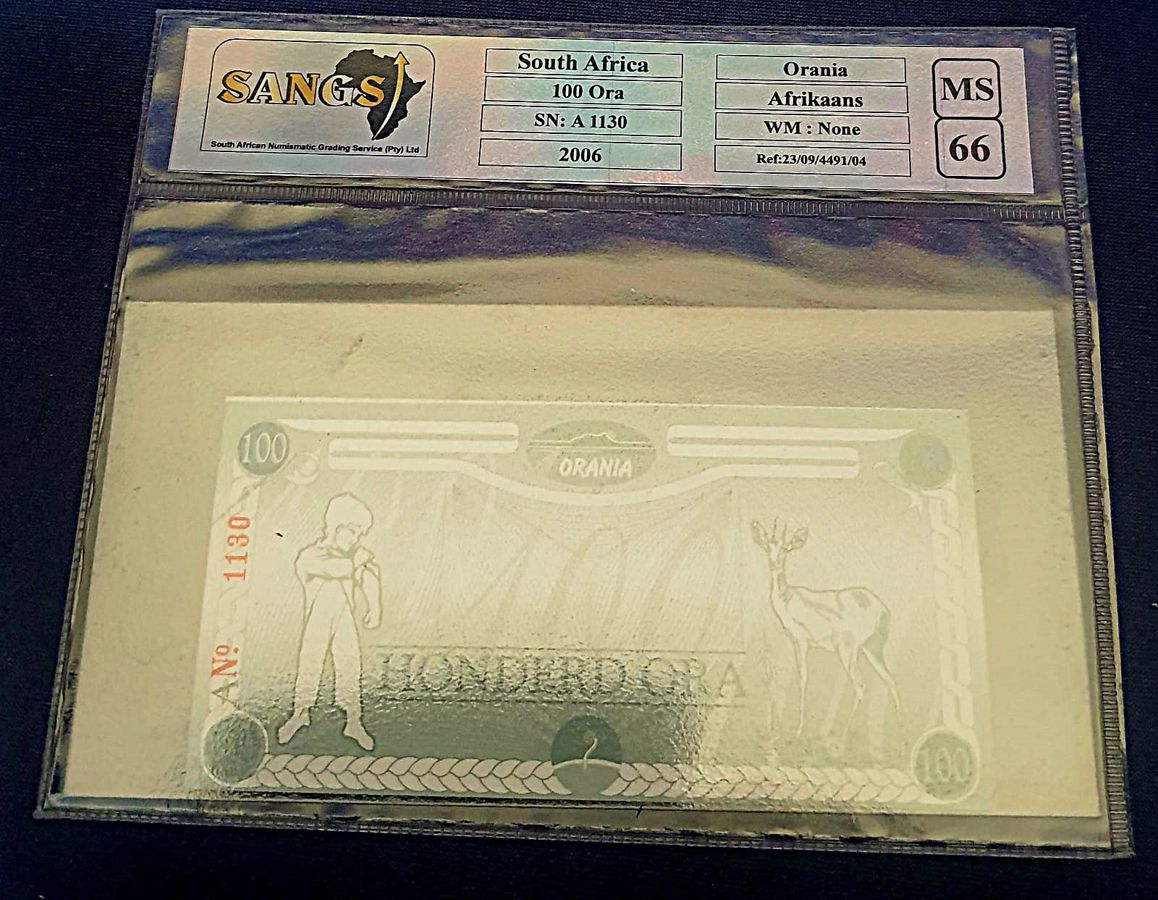 SANGS
South African Numismatic Grading Service (Pty) Ltd
South Africa
100 Ora
SN: A 1130
2006
Orania
Afrikaans
WM : None
Ref:23/09/4491/04
MS
66
100
ORANIA
100
HONDERD ORA
ANo. 1130
100